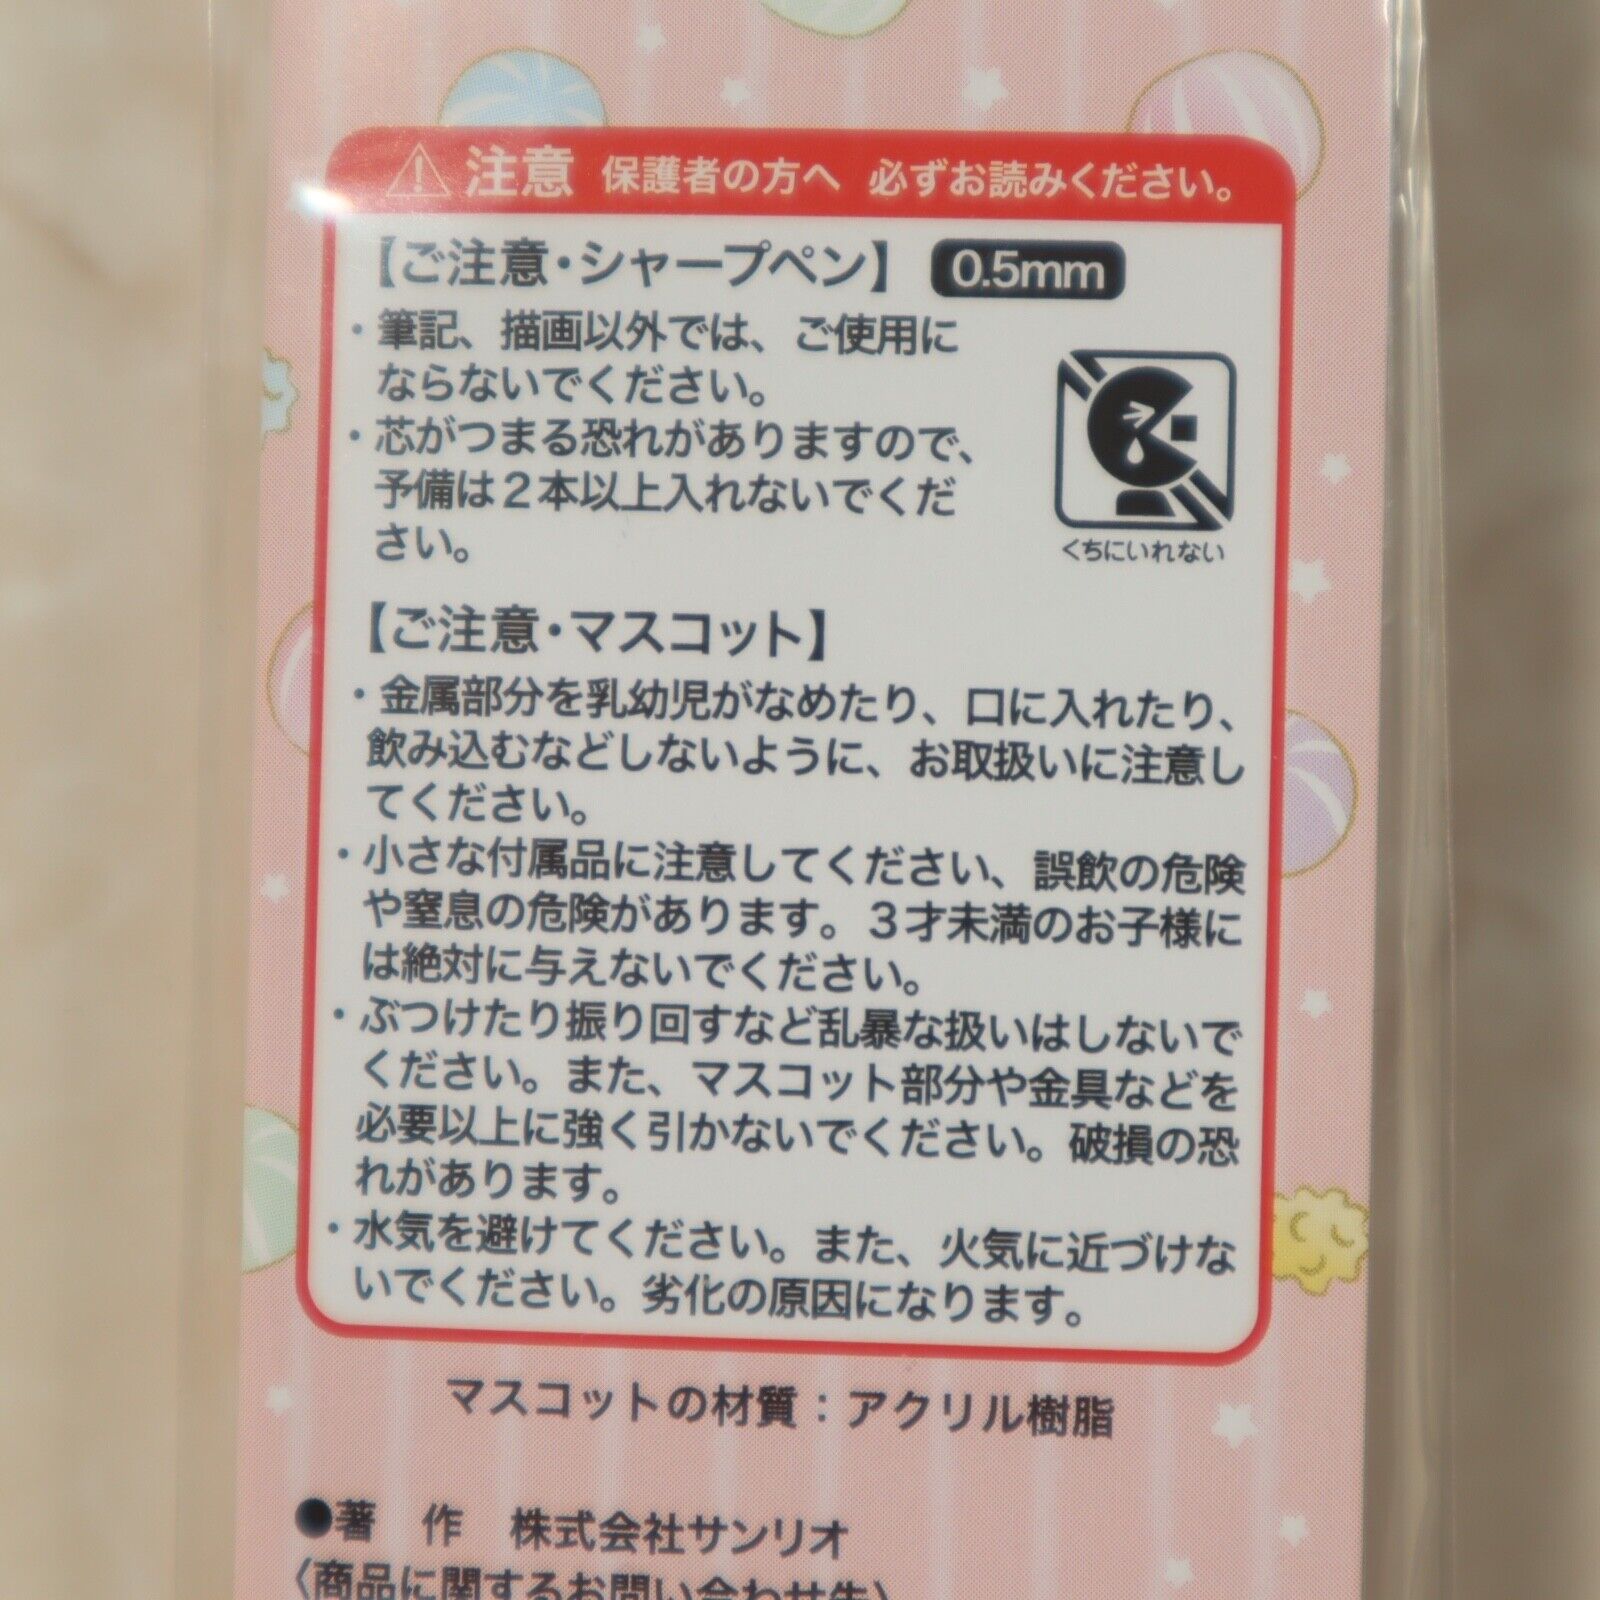 ⚠注意 保護者の方へ 必ずお読みください。
【ご注意・シャープペン】 0.5mm
・筆記、描画以外では、ご使用に
ならないでください。
・芯がつまる恐れがありますので、
予備は2本以上入れないでくだ
さい。
くちにいれない
【ご注意・マスコット】
・金属部分を乳幼児がなめたり、口に入れたり、
飲み込むなどしないように、お取扱いに注意し
てください。
・小さな付属品に注意してください、誤飲の危険
や窒息の危険があります。3才未満のお子様に
は絶対に与えないでください。
・ぶつけたり振り回すなど乱暴な扱いはしないで
ください。また、マスコット部分や金具などを
必要以上に強く引かないでください。破損の恐
れがあります。
・水気を避けてください。また、火気に近づけな
いでください。劣化の原因になります。
マスコットの材質：アクリル樹脂
●著 作 株式会社サンリオ
〈商品に関するお問い合わせ先〉